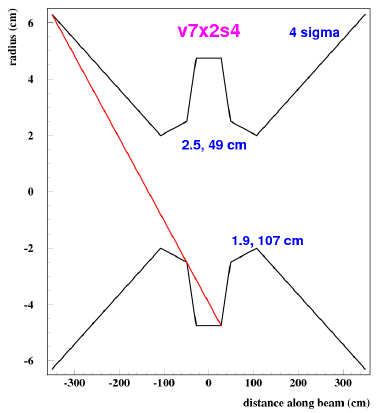 v7x2s4
4 sigma
radius (cm)
6
4
2.5, 49 cm
2
0
1.9, 107 cm
-2
-4
-6
-300 -200 -100 0 100 200 300
distance along beam (cm)